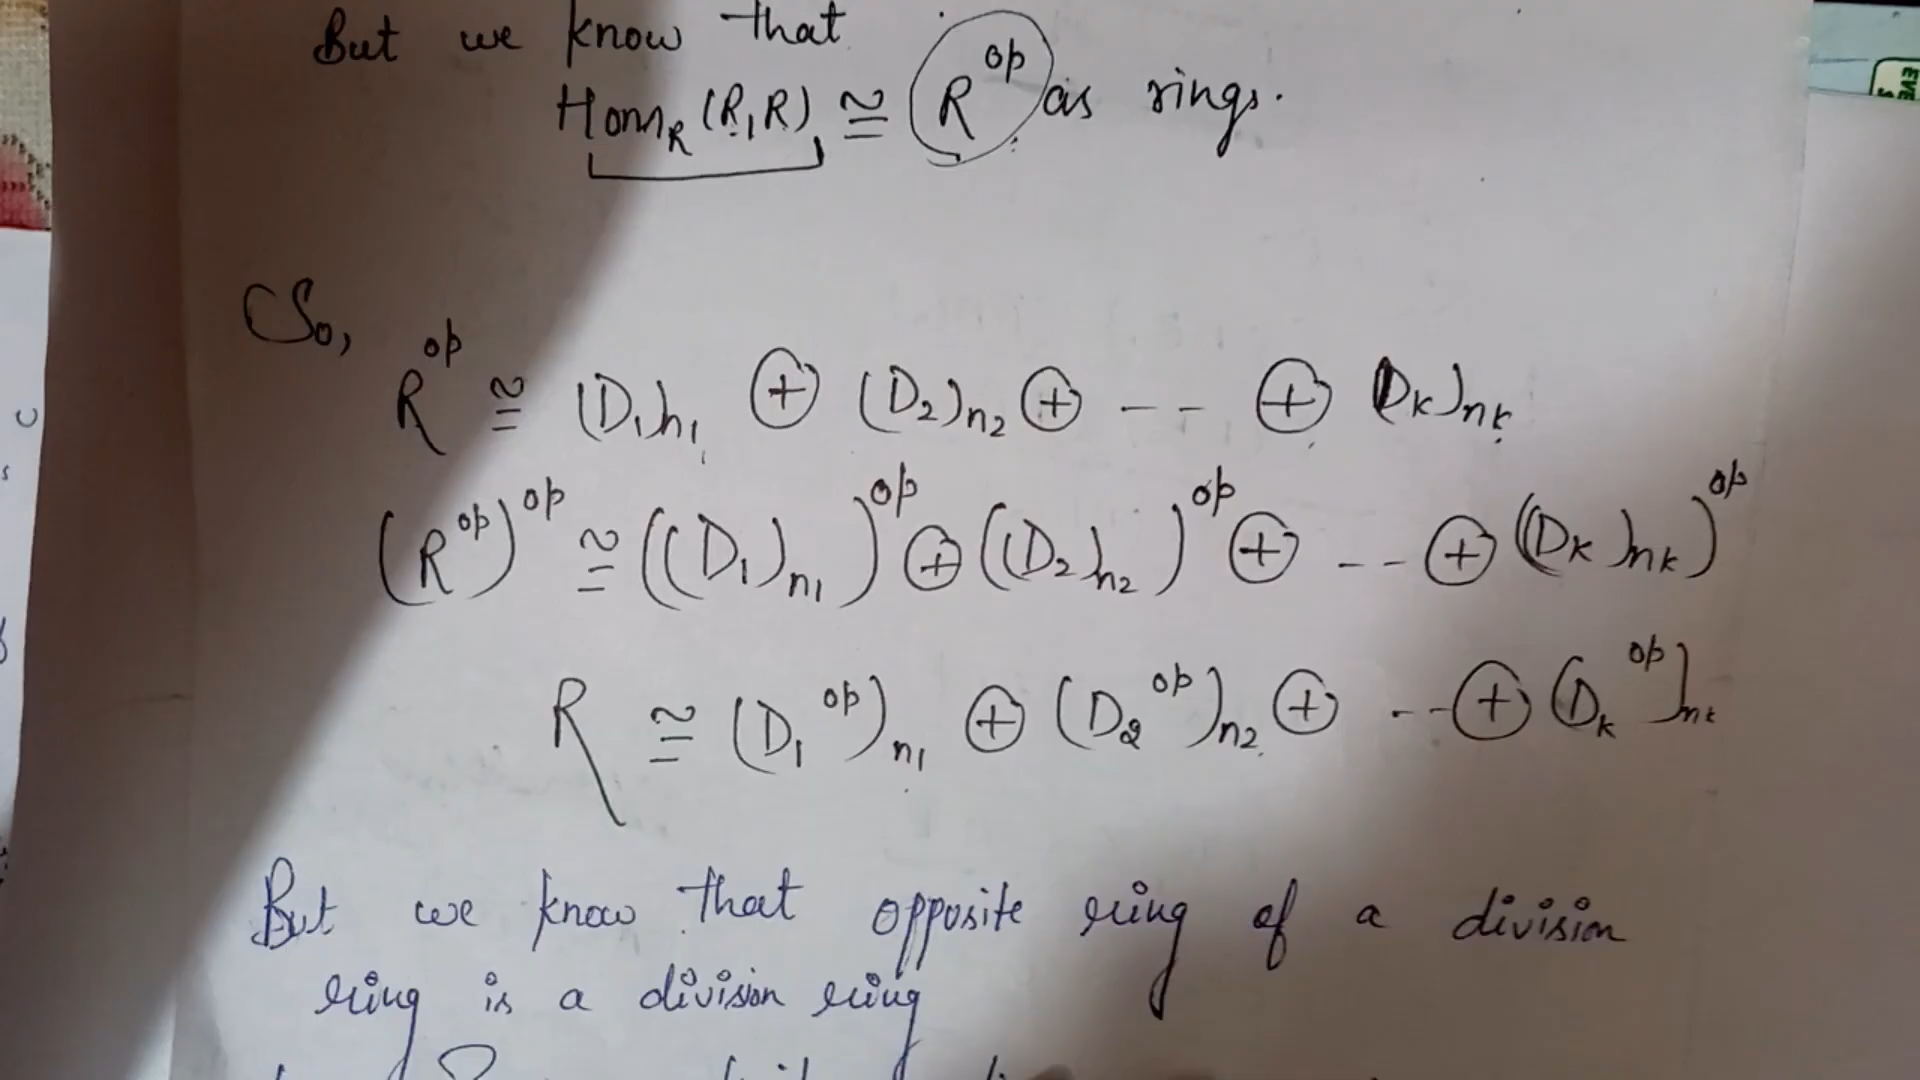 But we know that
Hom_R (R, R) ≅ R^op as rings.
So,
R^op ≅ (D_1)_{n_1} ⊕ (D_2)_{n_2} ⊕ -- ⊕ (D_k)_{n_k}
(R^op)^op ≅ ((D_1)_{n_1})^op ⊕ ((D_2)_{n_2})^op ⊕ -- ⊕ ((D_k)_{n_k})^op
R ≅ (D_1^op)_{n_1} ⊕ (D_2^op)_{n_2} ⊕ -- ⊕ (D_k^op)_{n_k}
But we know that opposite ring of a division
ring is a division ring